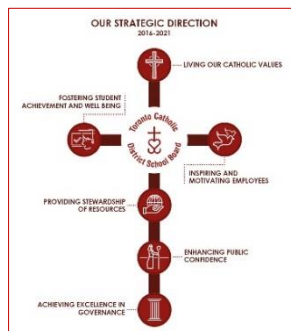 OUR STRATEGIC DIRECTION
2016-2021
LIVING OUR CATHOLIC VALUES
FOSTERING STUDENT
ACHIEVEMENT AND WELL BEING
Toronto Catholic
District School Board
INSPIRING AND
MOTIVATING EMPLOYEES
PROVIDING STEWARDSHIP
OF RESOURCES
ENHANCING PUBLIC
CONFIDENCE
ACHIEVING EXCELLENCE IN
GOVERNANCE